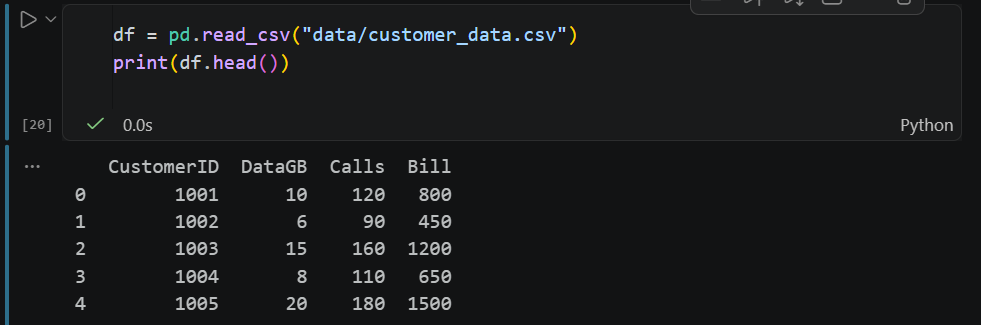 df = pd.read_csv("data/customer_data.csv")
print(df.head())
[20] 0.0s Python
... CustomerID DataGB Calls Bill
0 1001 10 120 800
1 1002 6 90 450
2 1003 15 160 1200
3 1004 8 110 650
4 1005 20 180 1500